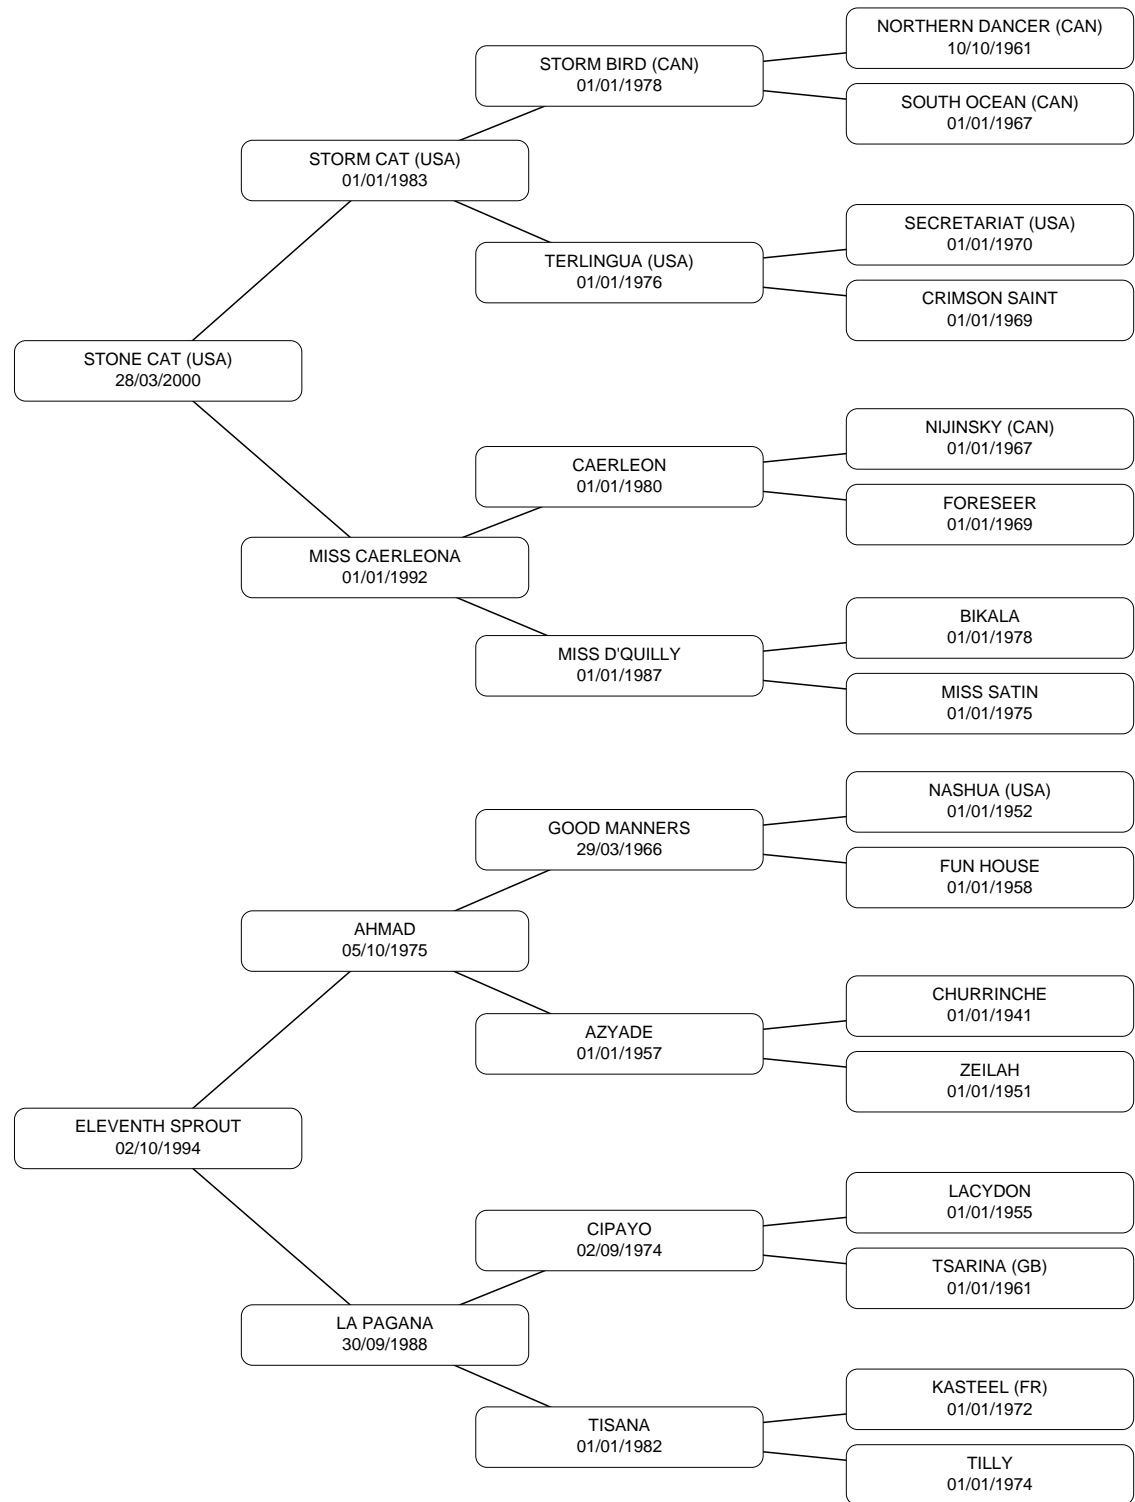 NORTHERN DANCER (CAN)
10/10/1961
STORM BIRD (CAN)
01/01/1978
SOUTH OCEAN (CAN)
01/01/1967
STORM CAT (USA)
01/01/1983
SECRETARIAT (USA)
01/01/1970
TERLINGUA (USA)
01/01/1976
CRIMSON SAINT
01/01/1969
STONE CAT (USA)
28/03/2000
NIJINSKY (CAN)
01/01/1967
CAERLEON
01/01/1980
FORESEER
01/01/1969
MISS CAERLEONA
01/01/1992
BIKALA
01/01/1978
MISS D'QUILLY
01/01/1987
MISS SATIN
01/01/1975
NASHUA (USA)
01/01/1952
GOOD MANNERS
29/03/1966
FUN HOUSE
01/01/1958
AHMAD
05/10/1975
CHURRINCHE
01/01/1941
AZYADE
01/01/1957
ZEILAH
01/01/1951
ELEVENTH SPROUT
02/10/1994
LACYDON
01/01/1955
CIPAYO
02/09/1974
TSARINA (GB)
01/01/1961
LA PAGANA
30/09/1988
KASTEEL (FR)
01/01/1972
TISANA
01/01/1982
TILLY
01/01/1974